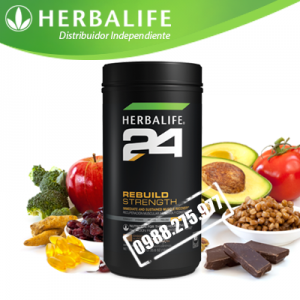 HERBALIFE
Distribuidor Independiente
HERBALIFE
24
REBUILD
STRENGTH
0988.275.977